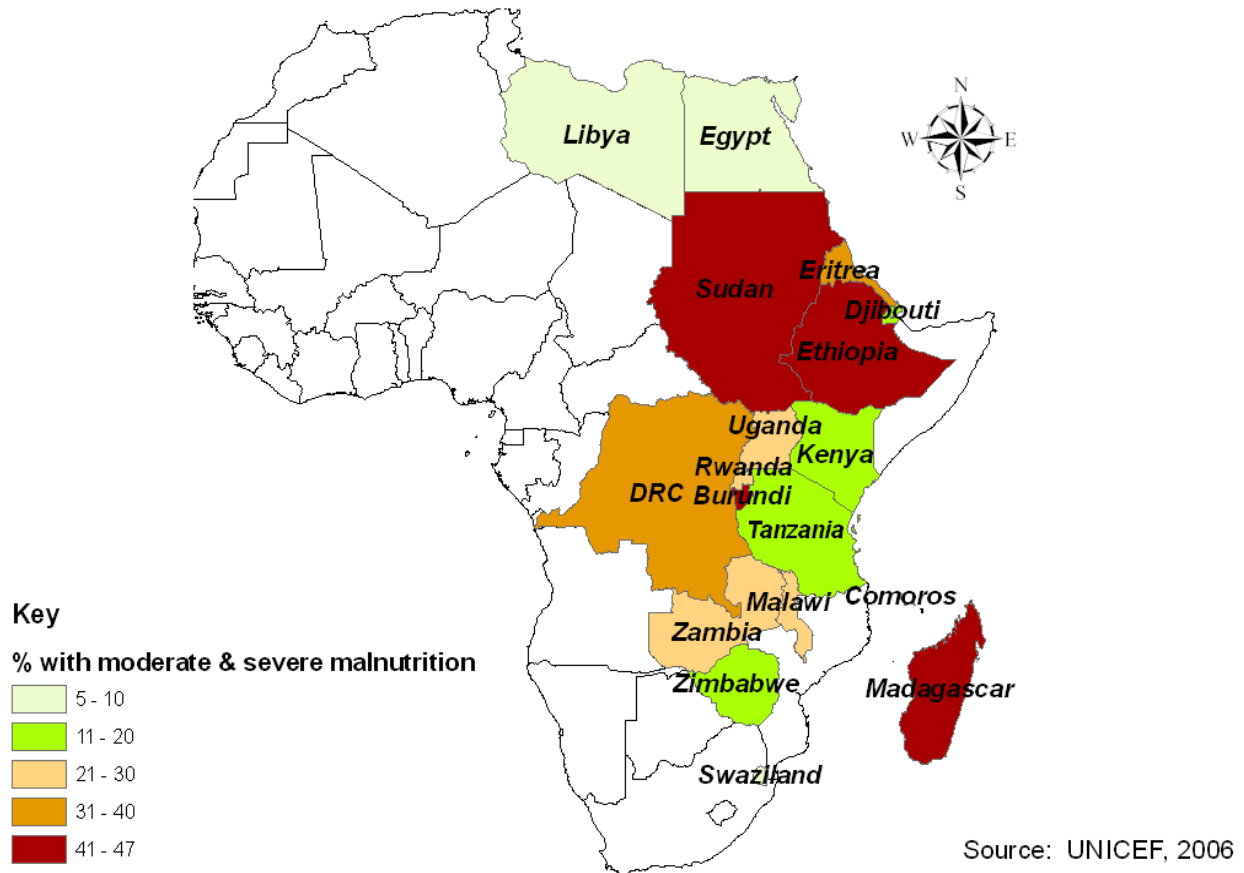 N
W
E
S
Libya
Egypt
Sudan
Eritrea
Djibouti
Ethiopia
Uganda
Kenya
Rwanda
DRC
Burundi
Tanzania
Malawi
Comoros
Zambia
Zimbabwe
Madagascar
Swaziland
Key
% with moderate & severe malnutrition
5 - 10
11 - 20
21 - 30
31 - 40
41 - 47
Source: UNICEF, 2006